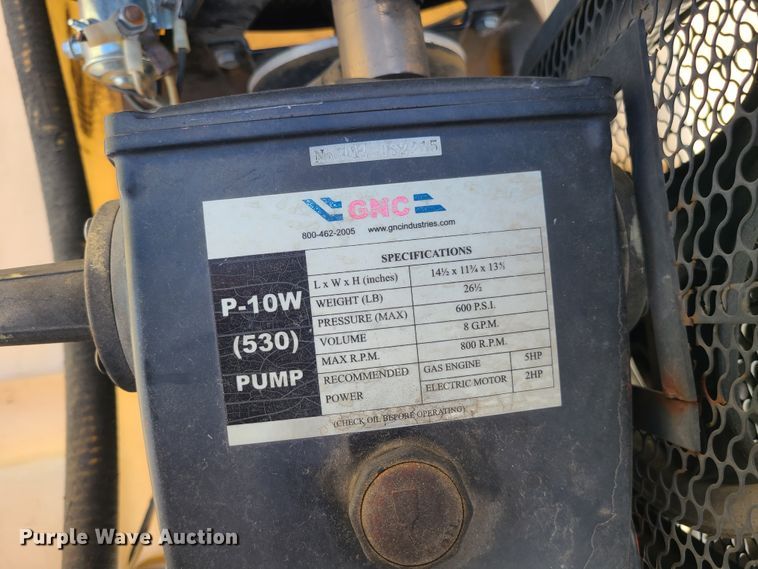 GNC
800-462-2005 www.gncindustries.com
P-10W
(530)
PUMP
SPECIFICATIONS
L x W x H (inches) 14½ x 11¾ x 13¾
WEIGHT (LB) 26½
PRESSURE (MAX) 600 P.S.I.
VOLUME 8 G.P.M.
MAX R.P.M. 800 R.P.M.
RECOMMENDED POWER GAS ENGINE 5HP
ELECTRIC MOTOR 2HP
(CHECK OIL BEFORE OPERATING)
Purple Wave Auction